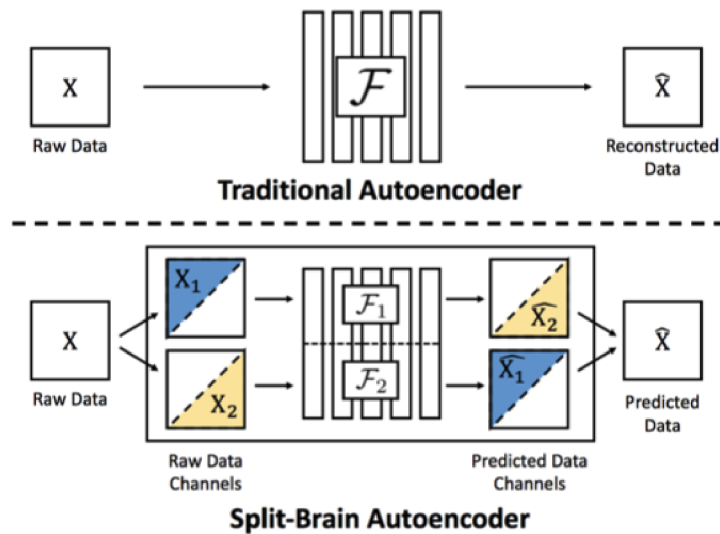 X
Raw Data
ℱ
X̂
Reconstructed
Data
Traditional Autoencoder
X
Raw Data
X₁
X₂
Raw Data
Channels
ℱ₁
ℱ₂
X̂₂
X̂₁
Predicted Data
Channels
X̂
Predicted
Data
Split-Brain Autoencoder